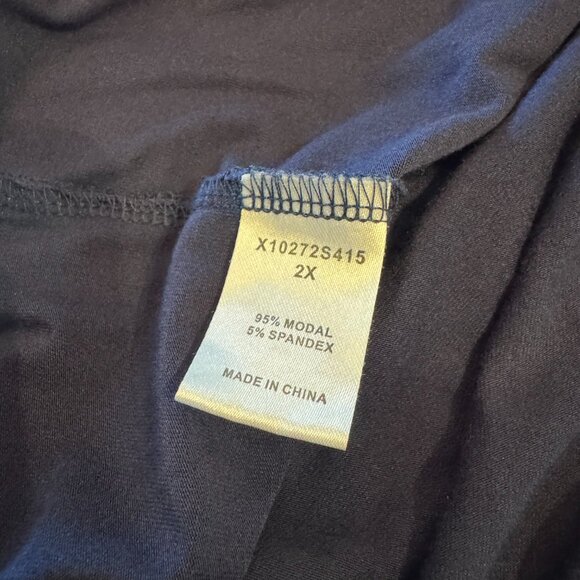 X10272S415
2X
95% MODAL
5% SPANDEX
MADE IN CHINA